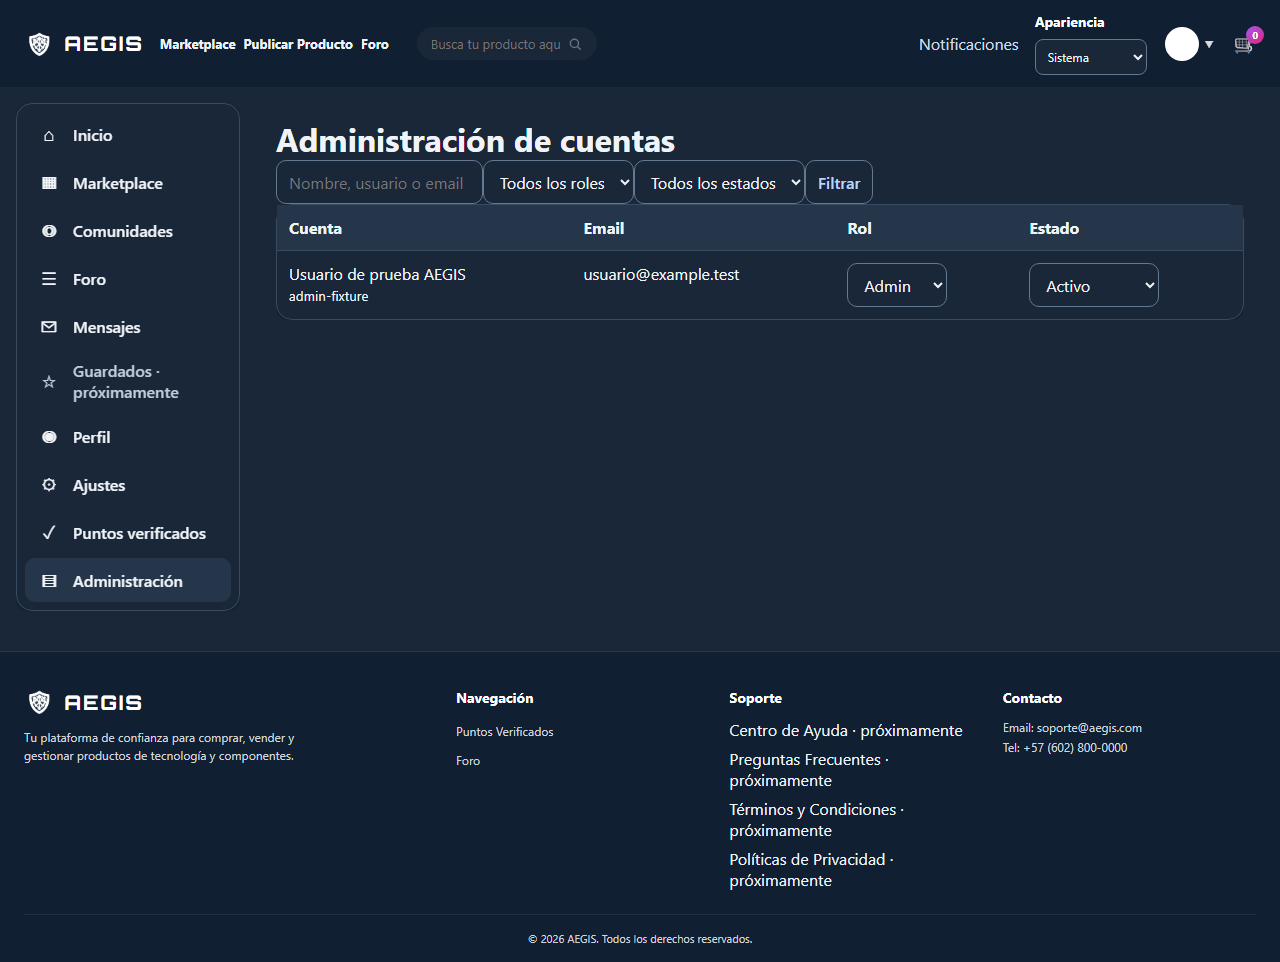 AEGIS
Marketplace Publicar Producto Foro
Busca tu producto aqu
Notificaciones
Apariencia
Sistema
0
Inicio
Marketplace
Comunidades
Foro
Mensajes
Guardados ·
próximamente
Perfil
Ajustes
Puntos verificados
Administración
Administración de cuentas
Nombre, usuario o email
Todos los roles
Todos los estados
Filtrar
Cuenta Email Rol Estado
Usuario de prueba AEGIS usuario@example.test Admin Activo
admin-fixture
AEGIS
Tu plataforma de confianza para comprar, vender y
gestionar productos de tecnología y componentes.
Navegación
Puntos Verificados
Foro
Soporte
Centro de Ayuda · próximamente
Preguntas Frecuentes ·
próximamente
Términos y Condiciones ·
próximamente
Políticas de Privacidad ·
próximamente
Contacto
Email: soporte@aegis.com
Tel: +57 (602) 800-0000
© 2026 AEGIS. Todos los derechos reservados.